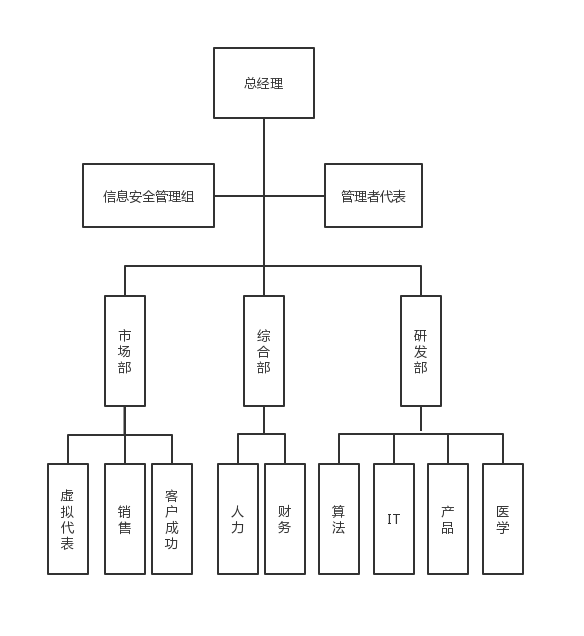 总经理
信息安全管理组
管理者代表
市场部
综合部
研发部
虚拟代表
销售
客户成功
人力
财务
算法
IT
产品
医学